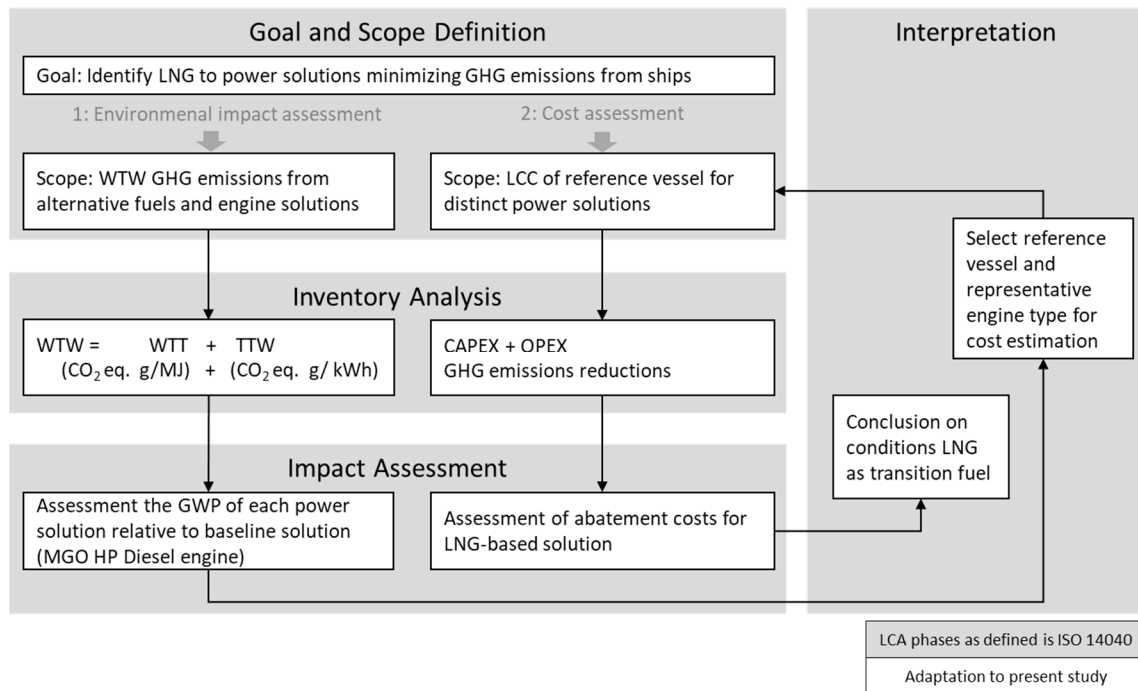 Goal and Scope Definition
Goal: Identify LNG to power solutions minimizing GHG emissions from ships
1: Environmenal impact assessment
2: Cost assessment
Scope: WTW GHG emissions from
alternative fuels and engine solutions
Scope: LCC of reference vessel for
distinct power solutions
Inventory Analysis
WTW = WTT + TTW
(CO₂ eq. g/MJ) + (CO₂ eq. g/ kWh)
CAPEX + OPEX
GHG emissions reductions
Impact Assessment
Assessment the GWP of each power
solution relative to baseline solution
(MGO HP Diesel engine)
Assessment of abatement costs for
LNG-based solution
Interpretation
Select reference
vessel and
representative
engine type for
cost estimation
Conclusion on
conditions LNG
as transition fuel
LCA phases as defined is ISO 14040
Adaptation to present study